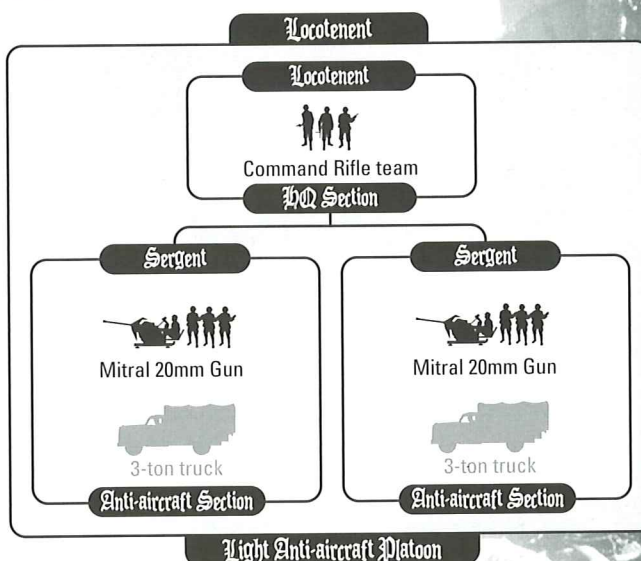 Locotenent
Locotenent
Command Rifle team
HQ Section
Sergent
Mitral 20mm Gun
3-ton truck
Anti-aircraft Section
Sergent
Mitral 20mm Gun
3-ton truck
Anti-aircraft Section
Light Anti-aircraft Platoon